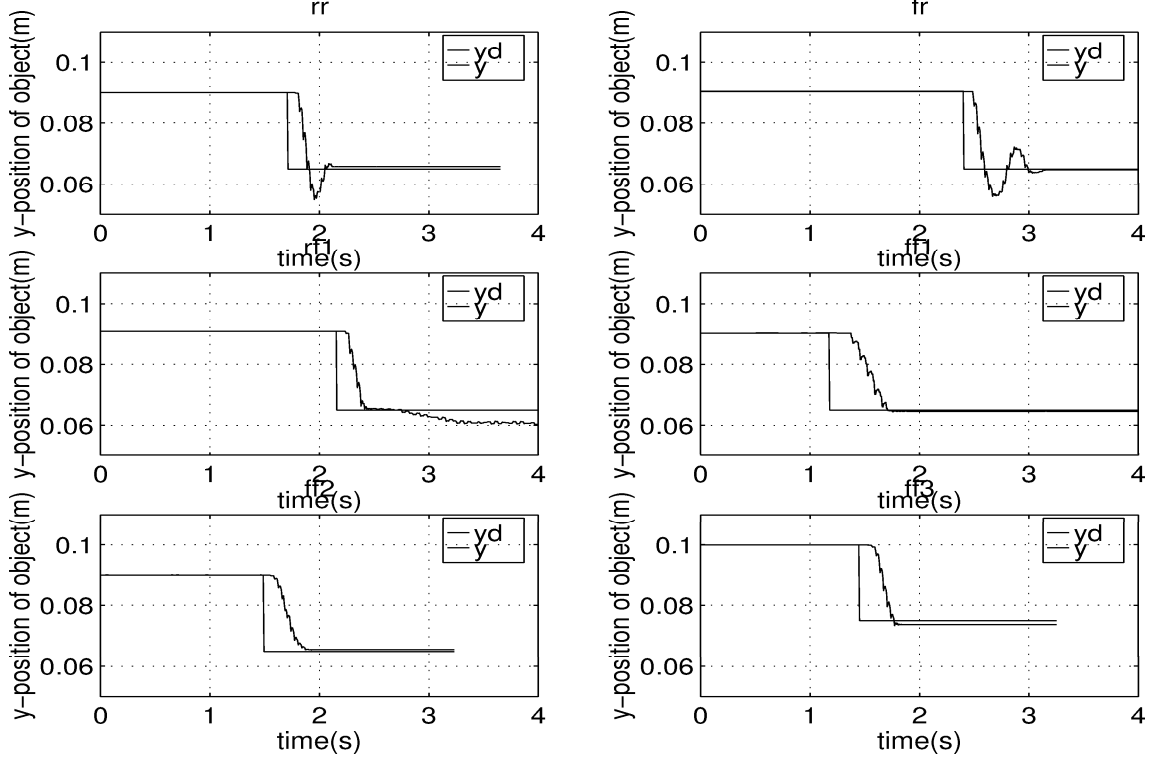 rr
fr
y-position of object(m)
0.1
0.08
0.06
yd
y
0 1 2 3 4
time(s)
y-position of object(m)
0.1
0.08
0.06
yd
y
0 1 2 3 4
time(s)
rf1
ff1
y-position of object(m)
0.1
0.08
0.06
yd
y
0 1 2 3 4
time(s)
y-position of object(m)
0.1
0.08
0.06
yd
y
0 1 2 3 4
time(s)
ff2
ff3
y-position of object(m)
0.1
0.08
0.06
yd
y
0 1 2 3 4
time(s)
y-position of object(m)
0.1
0.08
0.06
yd
y
0 1 2 3 4
time(s)